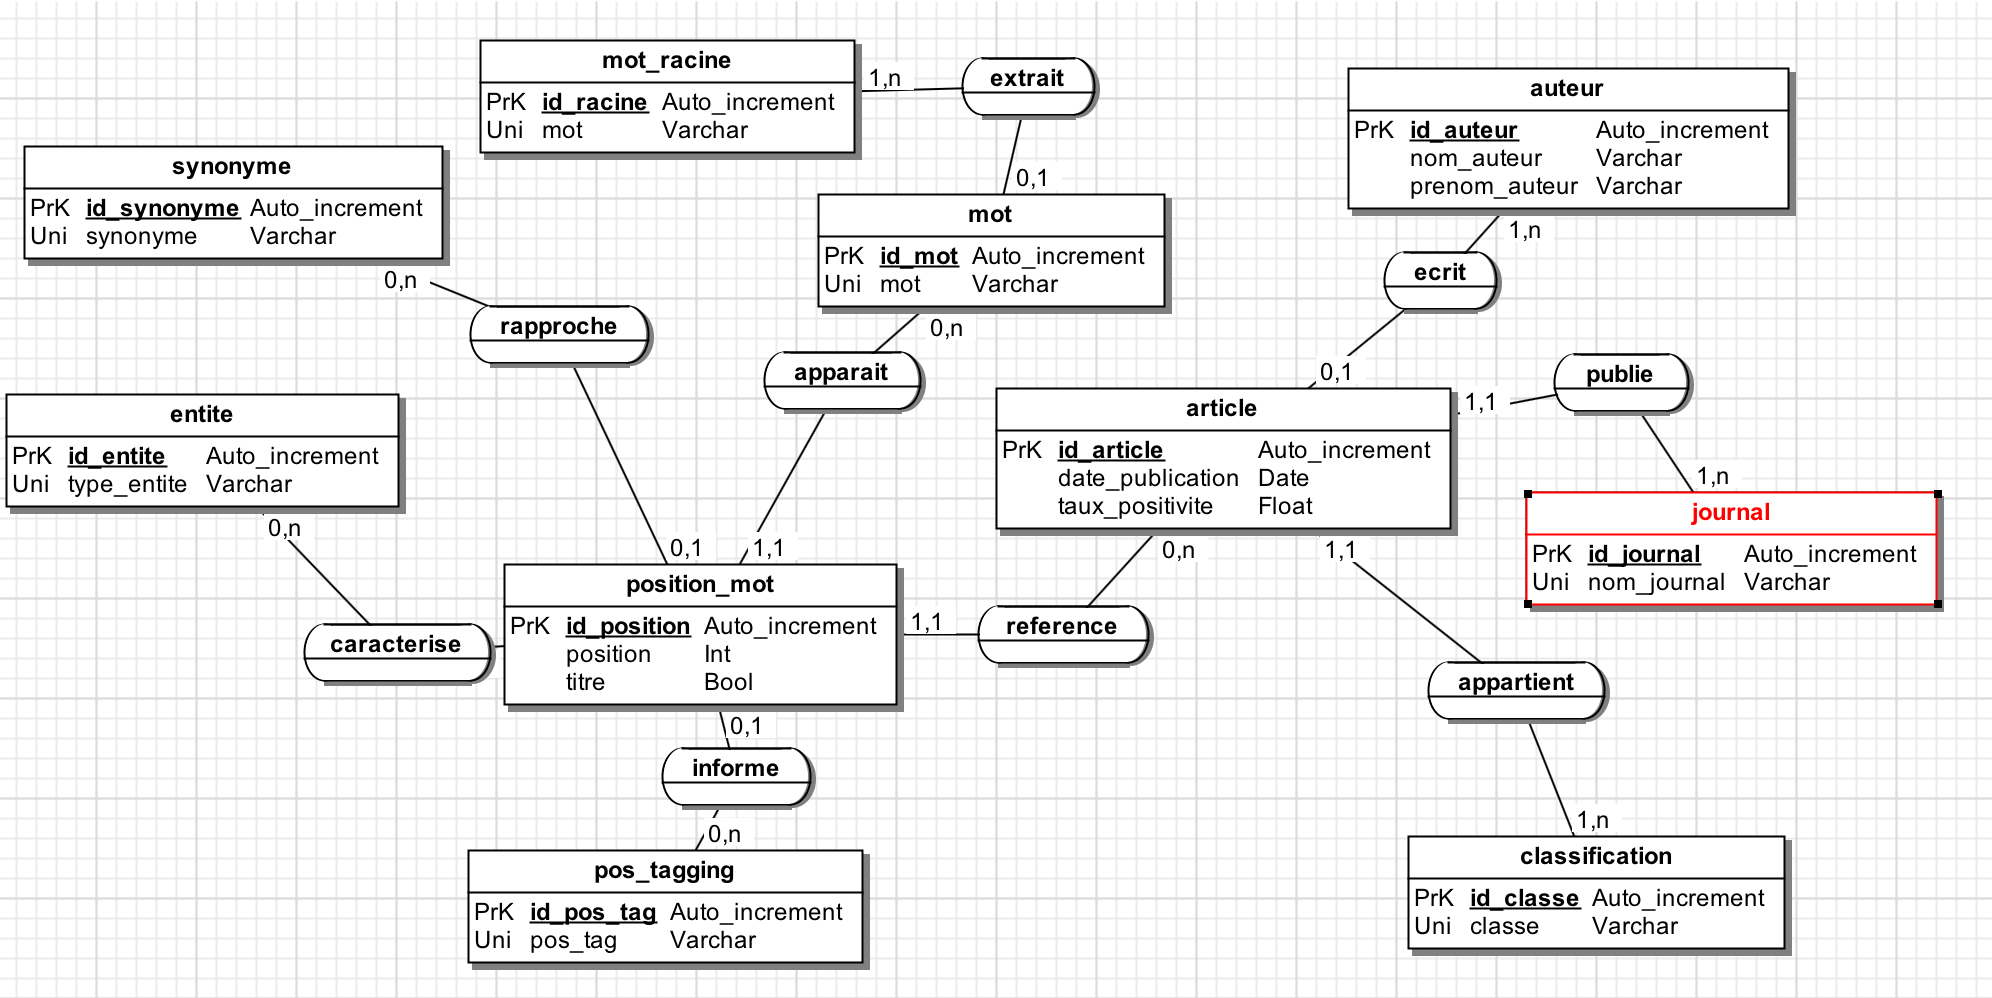 mot_racine
PrK id_racine Auto_increment
Uni mot Varchar
1,n
extrait
0,1
auteur
PrK id_auteur Auto_increment
nom_auteur Varchar
prenom_auteur Varchar
1,n
ecrit
0,1
synonyme
PrK id_synonyme Auto_increment
Uni synonyme Varchar
0,n
rapproche
0,1
mot
PrK id_mot Auto_increment
Uni mot Varchar
0,n
apparait
1,1
publie
1,1
1,n
article
PrK id_article Auto_increment
date_publication Date
taux_positivite Float
0,n
1,1
entite
PrK id_entite Auto_increment
Uni type_entite Varchar
0,n
caracterise
journal
PrK id_journal Auto_increment
Uni nom_journal Varchar
position_mot
PrK id_position Auto_increment
position Int
titre Bool
1,1
reference
0,1
informe
0,n
appartient
1,n
pos_tagging
PrK id_pos_tag Auto_increment
Uni pos_tag Varchar
classification
PrK id_classe Auto_increment
Uni classe Varchar